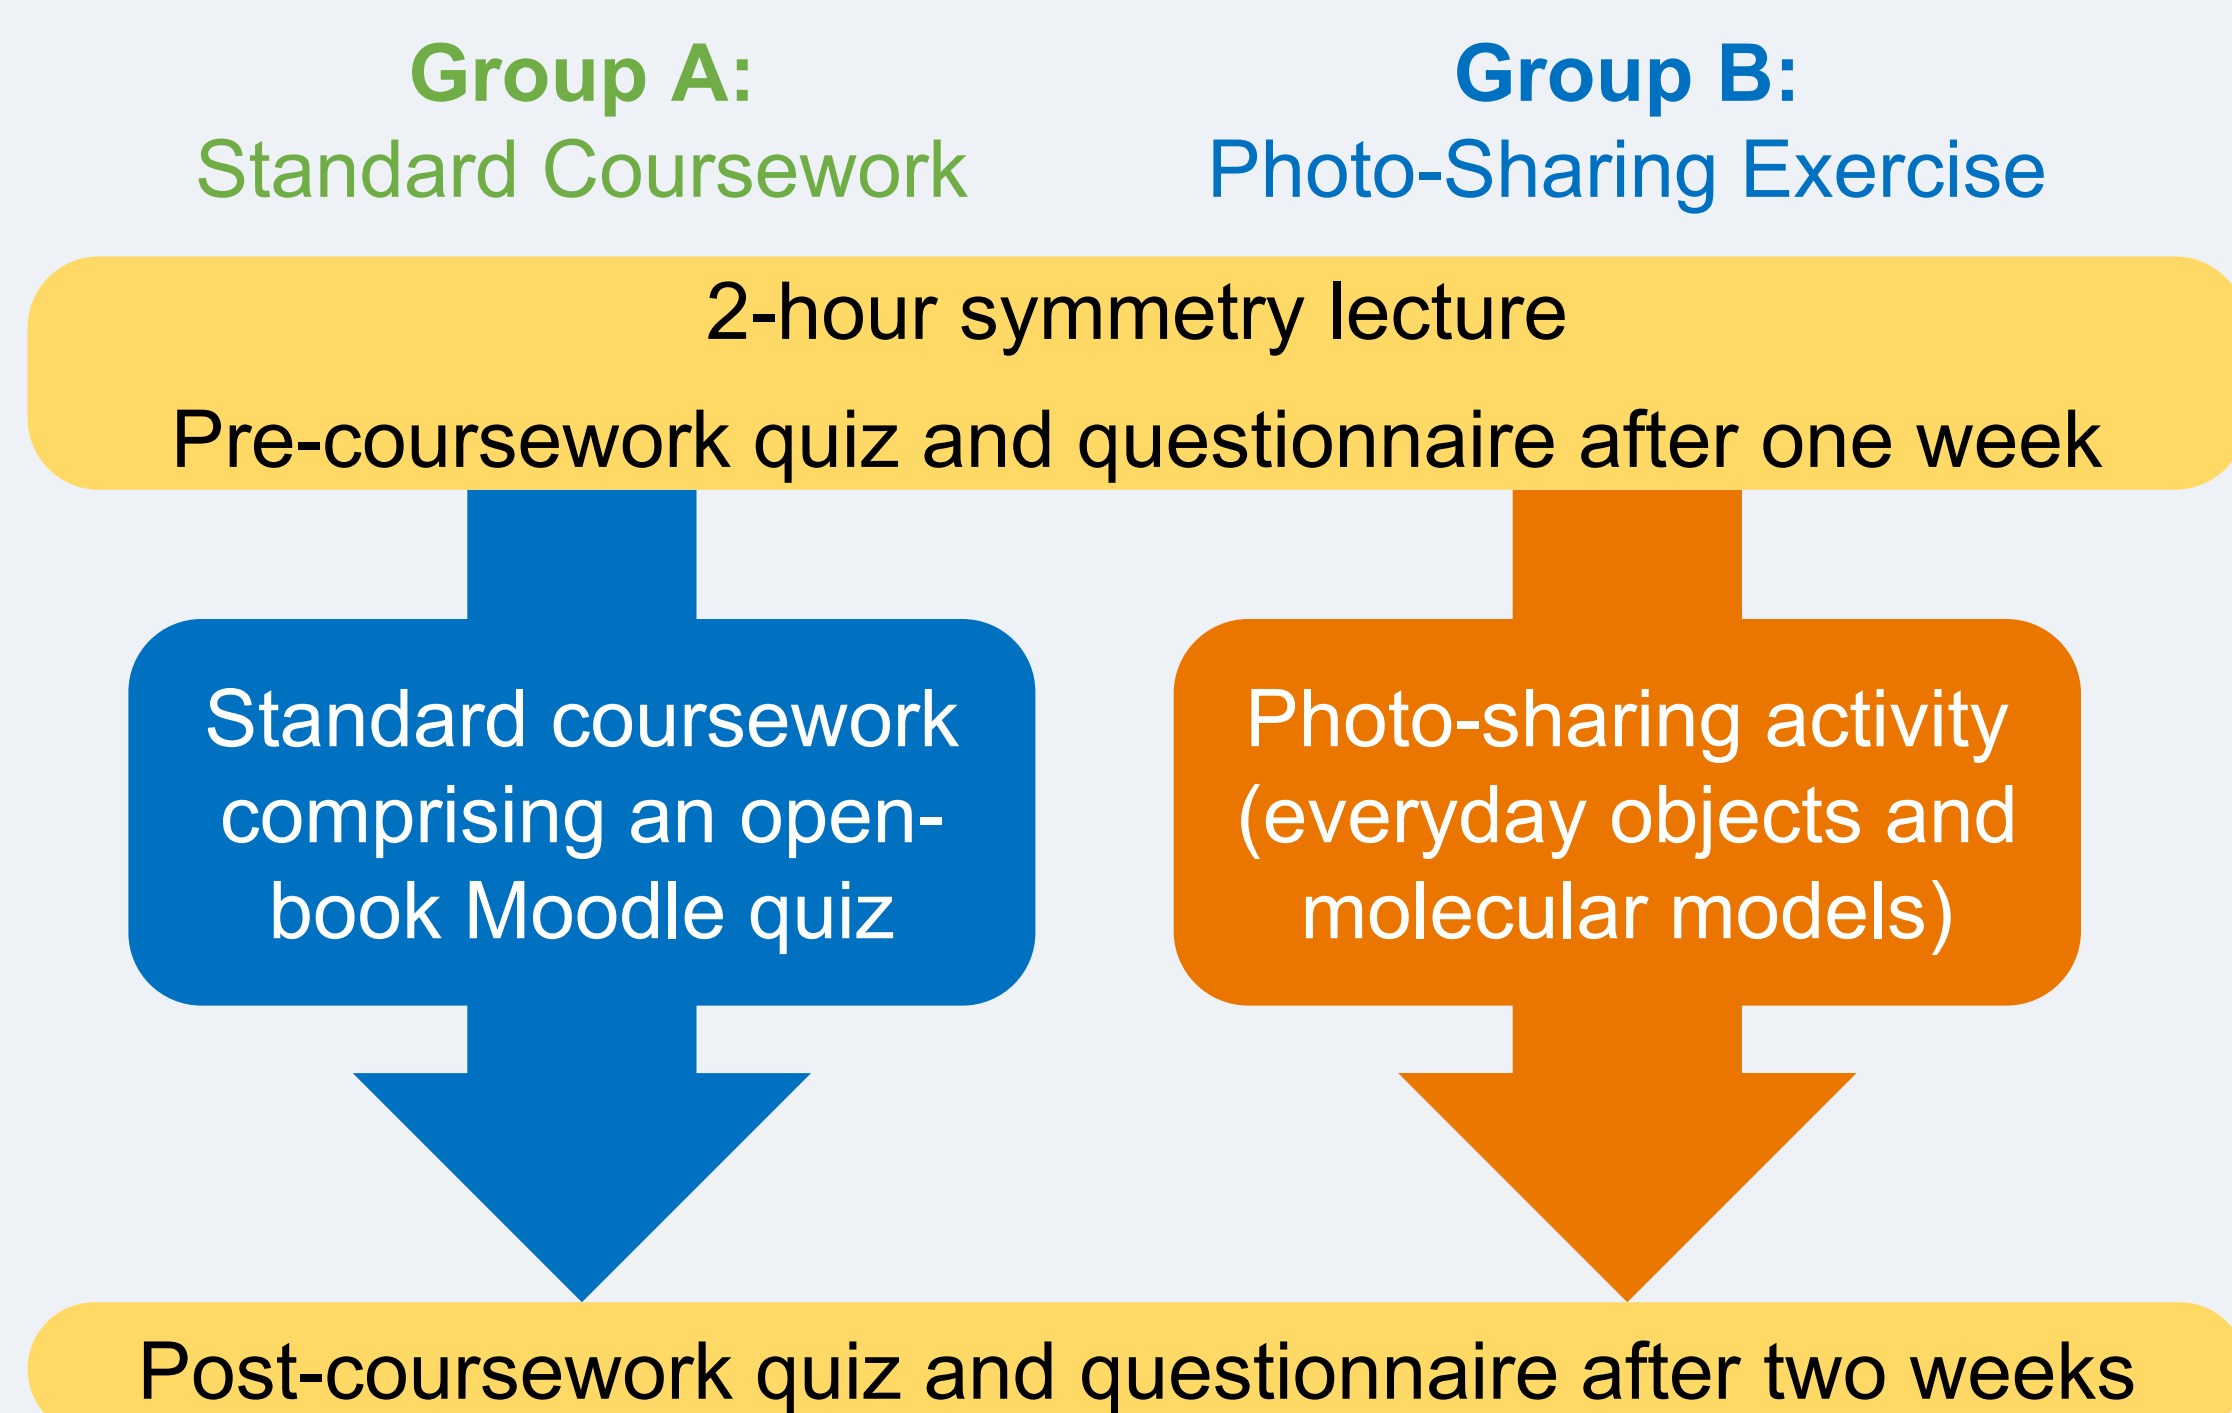 Group A:
Standard Coursework
Group B:
Photo-Sharing Exercise
2-hour symmetry lecture
Pre-coursework quiz and questionnaire after one week
Standard coursework
comprising an open-
book Moodle quiz
Photo-sharing activity
(everyday objects and
molecular models)
Post-coursework quiz and questionnaire after two weeks